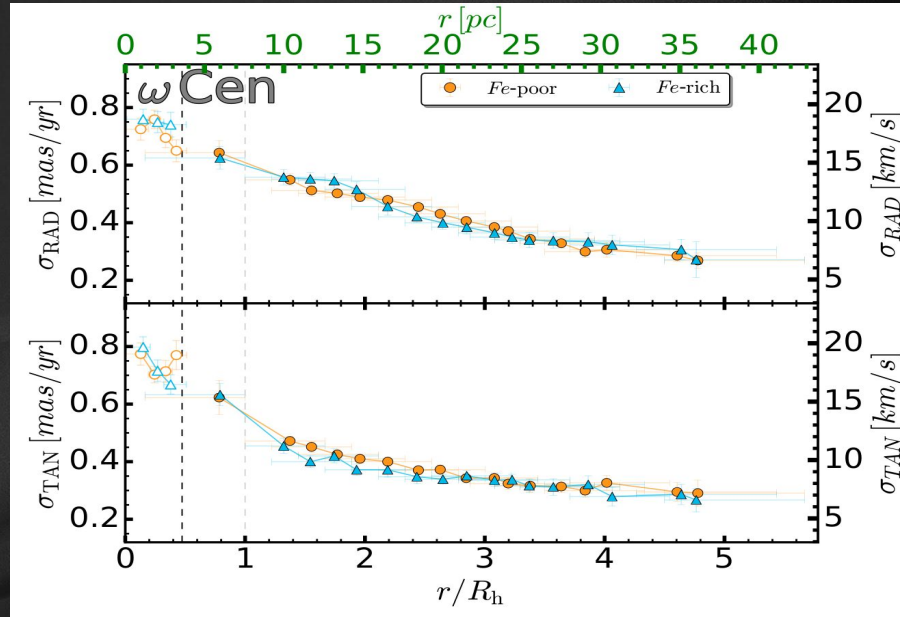 r [pc]
0 5 10 15 20 25 30 35 40
ω Cen
Fe-poor Fe-rich
σRAD [mas/yr]
0.8
0.6
0.4
0.2
20
15
10
5
σRAD [km/s]
σTAN [mas/yr]
0.8
0.6
0.4
0.2
20
15
10
5
σTAN [km/s]
0 1 2 3 4 5
r/Rh